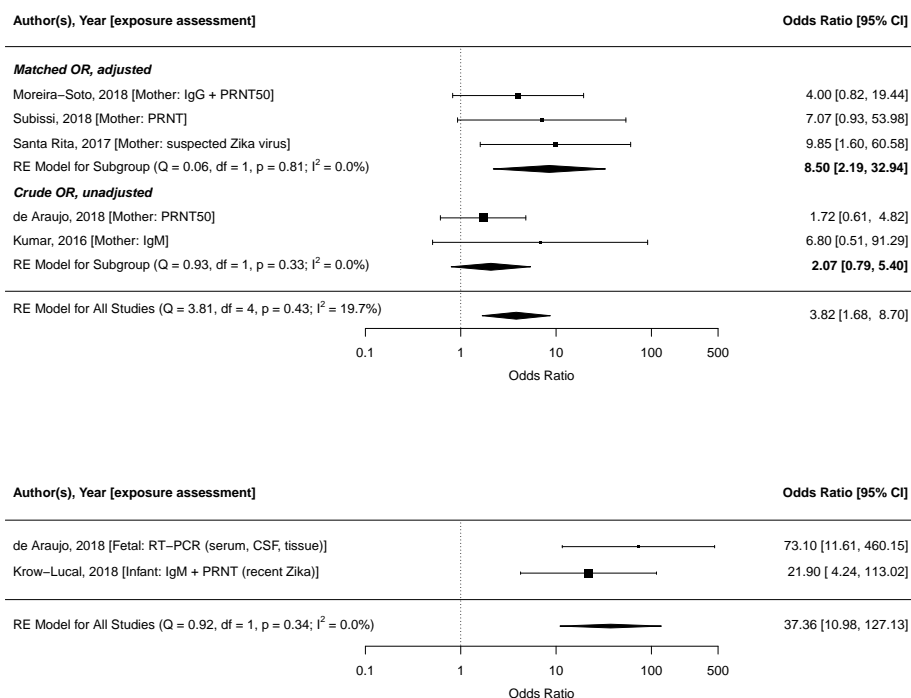 Author(s), Year [exposure assessment] Odds Ratio [95% CI]
Matched OR, adjusted
Moreira−Soto, 2018 [Mother: IgG + PRNT50] 4.00 [0.82, 19.44]
Subissi, 2018 [Mother: PRNT] 7.07 [0.93, 53.98]
Santa Rita, 2017 [Mother: suspected Zika virus] 9.85 [1.60, 60.58]
RE Model for Subgroup (Q = 0.06, df = 1, p = 0.81; I² = 0.0%) 8.50 [2.19, 32.94]
Crude OR, unadjusted
de Araujo, 2018 [Mother: PRNT50] 1.72 [0.61, 4.82]
Kumar, 2016 [Mother: IgM] 6.80 [0.51, 91.29]
RE Model for Subgroup (Q = 0.93, df = 1, p = 0.33; I² = 0.0%) 2.07 [0.79, 5.40]
RE Model for All Studies (Q = 3.81, df = 4, p = 0.43; I² = 19.7%) 3.82 [1.68, 8.70]
0.1 1 10 100 500
Odds Ratio
Author(s), Year [exposure assessment] Odds Ratio [95% CI]
de Araujo, 2018 [Fetal: RT−PCR (serum, CSF, tissue)] 73.10 [11.61, 460.15]
Krow−Lucal, 2018 [Infant: IgM + PRNT (recent Zika)] 21.90 [ 4.24, 113.02]
RE Model for All Studies (Q = 0.92, df = 1, p = 0.34; I² = 0.0%) 37.36 [10.98, 127.13]
0.1 1 10 100 500
Odds Ratio